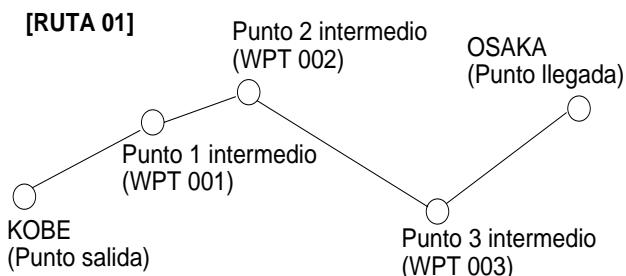 [RUTA 01]
Punto 2 intermedio
(WPT 002)
OSAKA
(Punto llegada)
Punto 1 intermedio
(WPT 001)
KOBE
(Punto salida)
Punto 3 intermedio
(WPT 003)